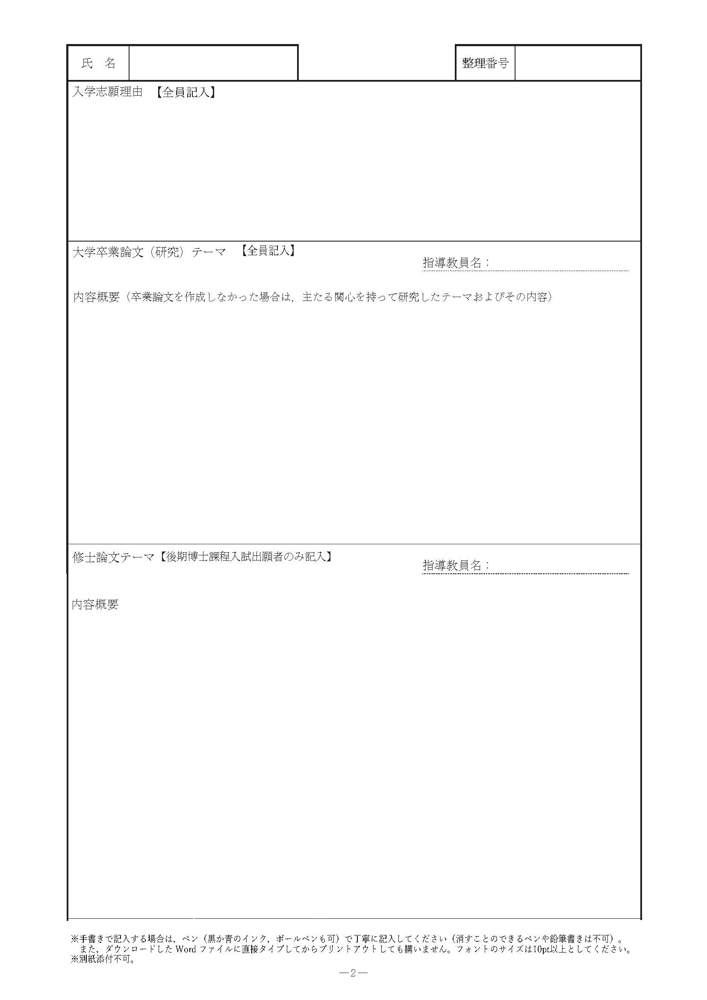 氏　名
整理番号
入学志願理由　【全員記入】
大学卒業論文（研究）テーマ　【全員記入】
指導教員名：
内容概要（卒業論文を作成しなかった場合は，主たる関心を持って研究したテーマおよびその内容）
修士論文テーマ【後期博士課程入試出願者のみ記入】
指導教員名：
内容概要
※手書きで記入する場合は，ペン（黒か青のインク，ボールペンも可）で丁寧に記入してください（消すことのできるペンや鉛筆書きは不可）。
また，ダウンロードした Word ファイルに直接タイプしてからプリントアウトしても構いません。フォントのサイズは10pt以上としてください。
※別紙添付不可。
―2―